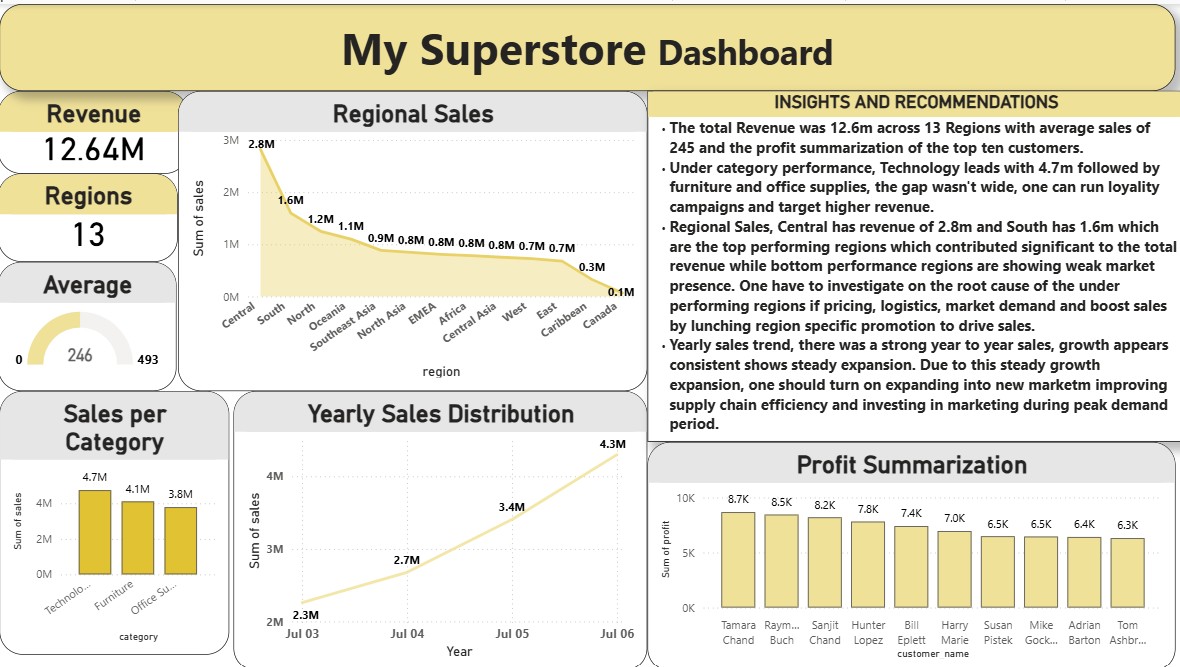 My Superstore Dashboard
Revenue
12.64M
Regions
13
Average
0
246
493
Regional Sales
Sum of sales
3M
2M
1M
0M
2.8M
1.6M
1.2M
1.1M
0.9M
0.8M
0.8M
0.8M
0.8M
0.7M
0.7M
0.3M
0.1M
Central
South
North
Oceania
Southeast Asia
North Asia
EMEA
Africa
Central Asia
West
East
Caribbean
Canada
region
INSIGHTS AND RECOMMENDATIONS
• The total Revenue was 12.6m across 13 Regions with average sales of
245 and the profit summarization of the top ten customers.
• Under category performance, Technology leads with 4.7m followed by
furniture and office supplies, the gap wasn't wide, one can run loyality
campaigns and target higher revenue.
• Regional Sales, Central has revenue of 2.8m and South has 1.6m which
are the top performing regions which contributed significant to the total
revenue while bottom performance regions are showing weak market
presence. One have to investigate on the root cause of the under
performing regions if pricing, logistics, market demand and boost sales
by lunching region specific promotion to drive sales.
• Yearly sales trend, there was a strong year to year sales, growth appears
consistent shows steady expansion. Due to this steady growth
expansion, one should turn on expanding into new marketm improving
supply chain efficiency and investing in marketing during peak demand
period.
Sales per
Category
Sum of sales
4M
2M
0M
4.7M
4.1M
3.8M
Technolo...
Furniture
Office Su...
category
Yearly Sales Distribution
Sum of sales
4M
3M
2M
2.3M
2.7M
3.4M
4.3M
Jul 03
Jul 04
Jul 05
Jul 06
Year
Profit Summarization
Sum of profit
10K
5K
0K
8.7K
8.5K
8.2K
7.8K
7.4K
7.0K
6.5K
6.5K
6.4K
6.3K
Tamara
Chand
Raym...
Buch
Sanjit
Chand
Hunter
Lopez
Bill
Eplett
Harry
Marie
Susan
Pistek
Mike
Gock...
Adrian
Barton
Tom
Ashbr...
customer_name